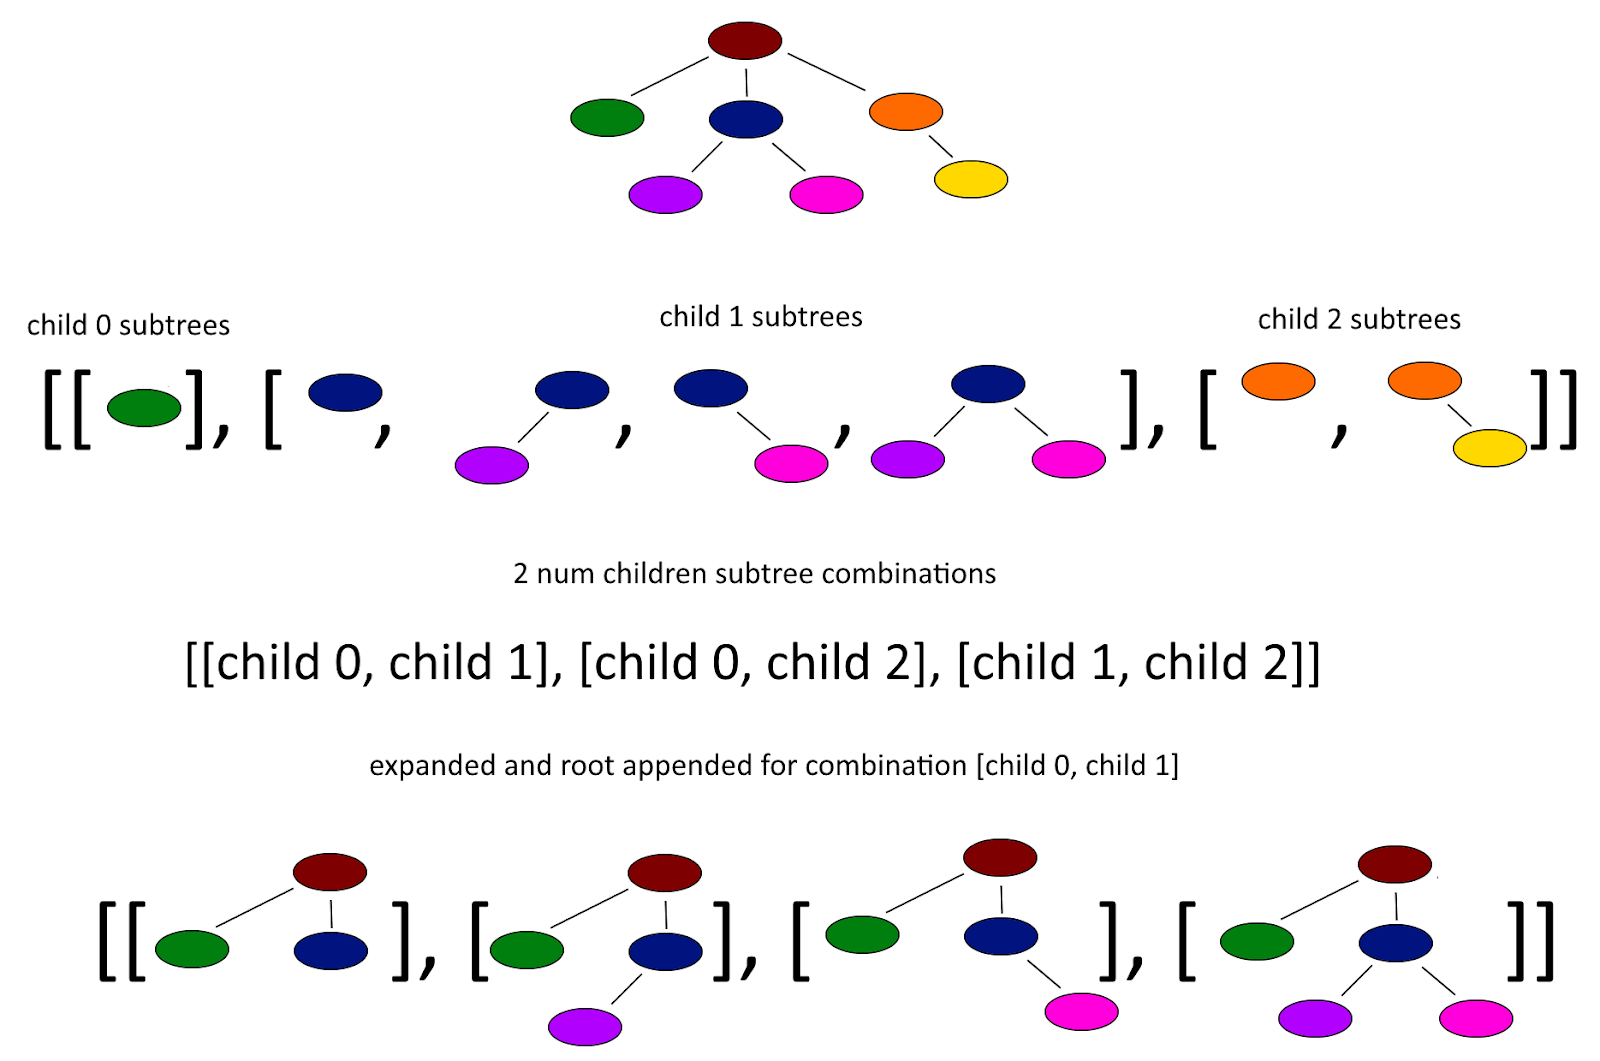 child 0 subtrees
child 1 subtrees
child 2 subtrees
[[ ], [ , , , ], [ , ]]
2 num children subtree combinations
[[child 0, child 1], [child 0, child 2], [child 1, child 2]]
expanded and root appended for combination [child 0, child 1]
[[ ], [ ], [ ], [ ]]